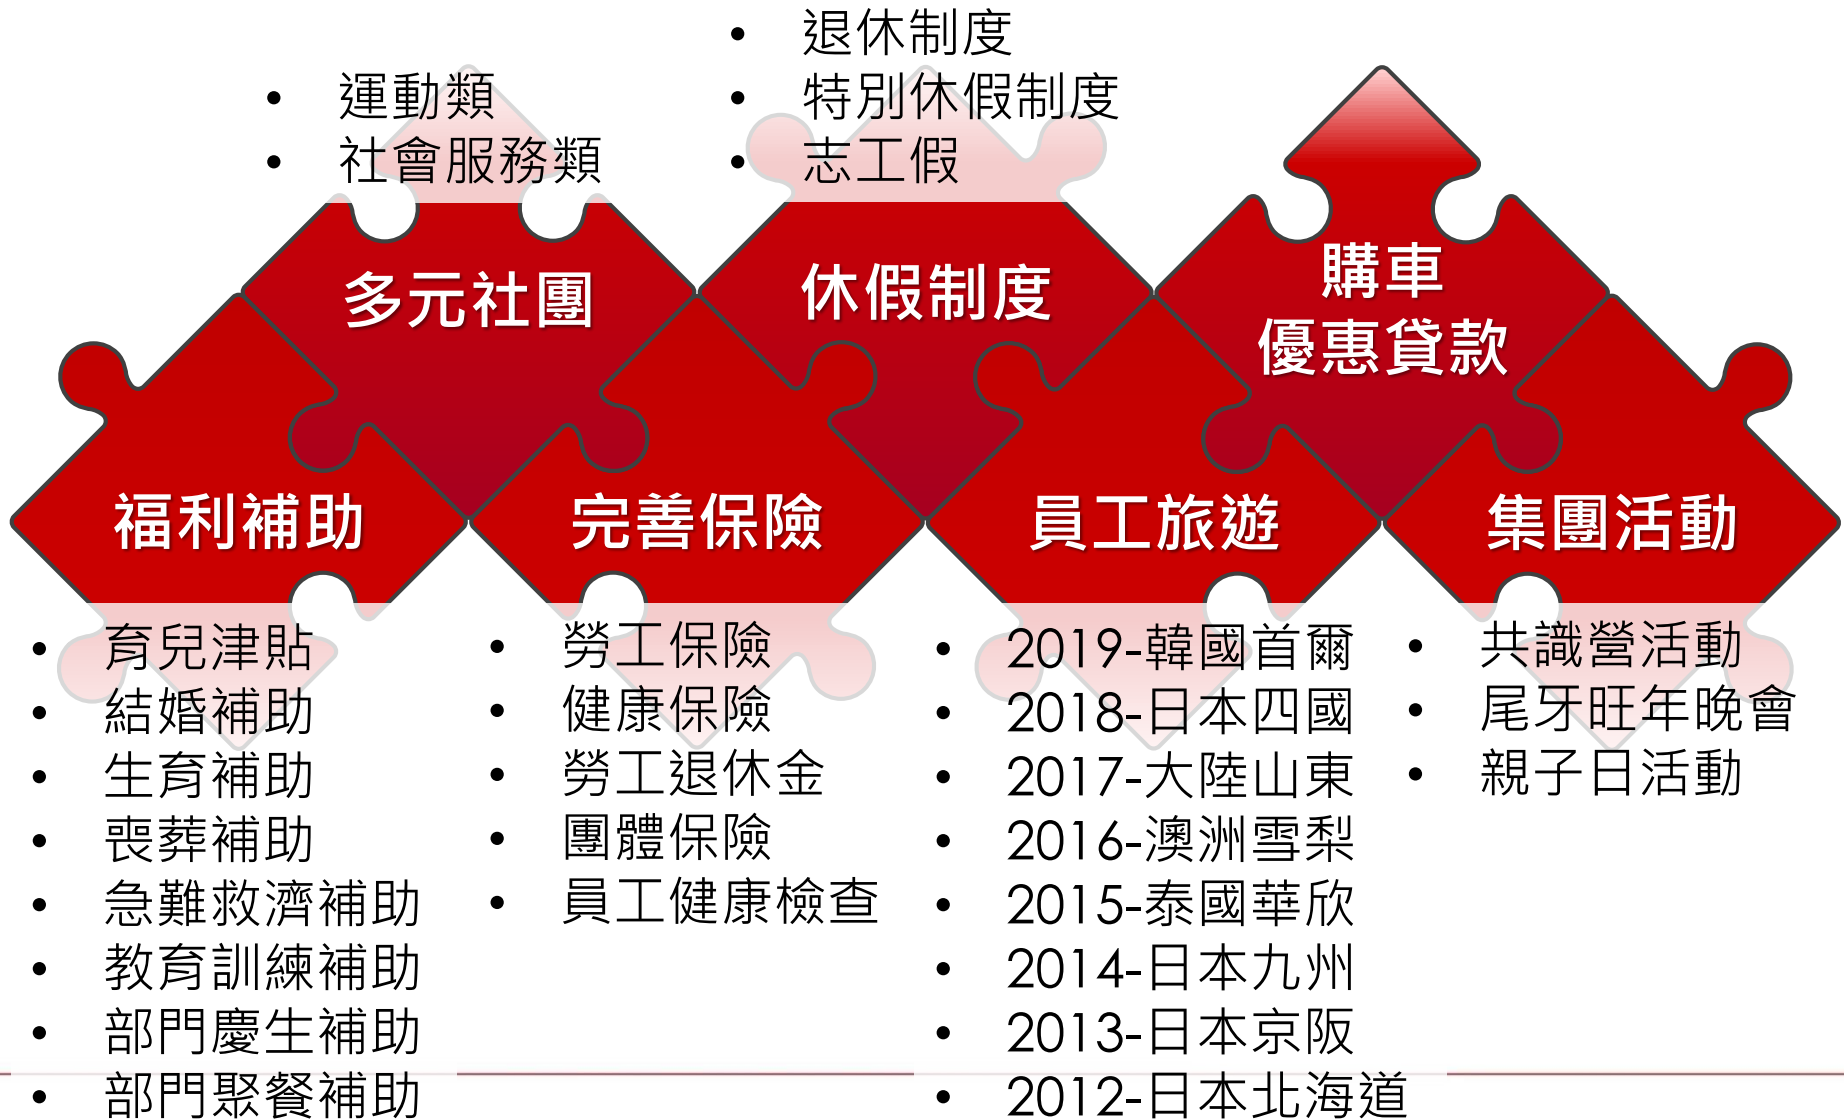 運動類
社會服務類
退休制度
特別休假制度
志工假
多元社團
休假制度
購車
優惠貸款
福利補助
完善保險
員工旅遊
集團活動
育兒津貼
結婚補助
生育補助
喪葬補助
急難救濟補助
教育訓練補助
部門慶生補助
部門聚餐補助
勞工保險
健康保險
勞工退休金
團體保險
員工健康檢查
2019-韓國首爾
2018-日本四國
2017-大陸山東
2016-澳洲雪梨
2015-泰國華欣
2014-日本九州
2013-日本京阪
2012-日本北海道
共識營活動
尾牙旺年晚會
親子日活動